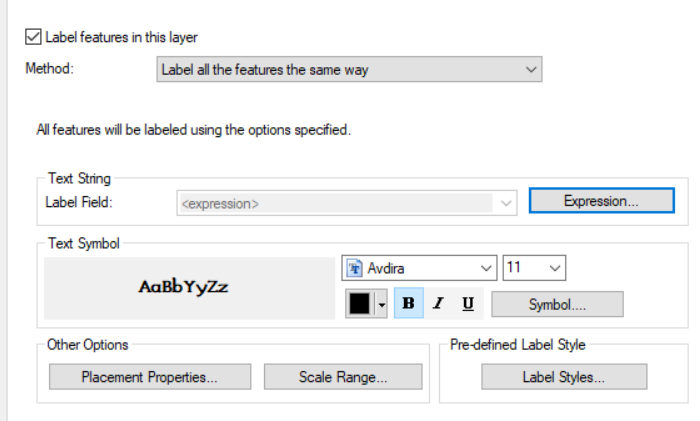 Label features in this layer
Method: Label all the features the same way
All features will be labeled using the options specified.
Text String
Label Field: <expression> Expression...
Text Symbol
AaBbYyZz
Avdira 11
B I U Symbol....
Other Options
Placement Properties... Scale Range...
Pre-defined Label Style
Label Styles...